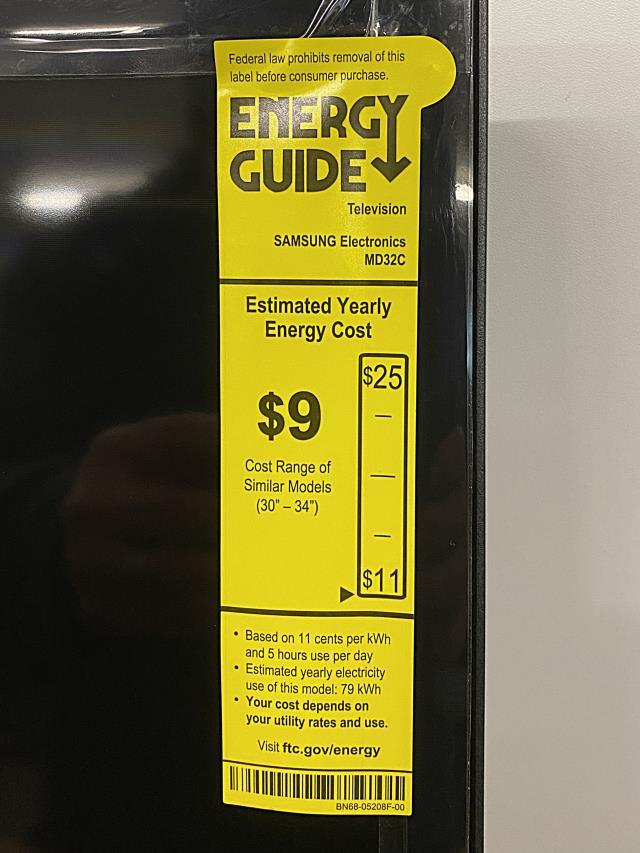 Federal law prohibits removal of this
label before consumer purchase.
ENERGY
GUIDE
Television
SAMSUNG Electronics
MD32C
Estimated Yearly
Energy Cost
$25
$9
Cost Range of
Similar Models
(30" – 34")
$11
• Based on 11 cents per kWh
and 5 hours use per day
• Estimated yearly electricity
use of this model: 79 kWh
• Your cost depends on
your utility rates and use.
Visit ftc.gov/energy
BN68-05208F-00